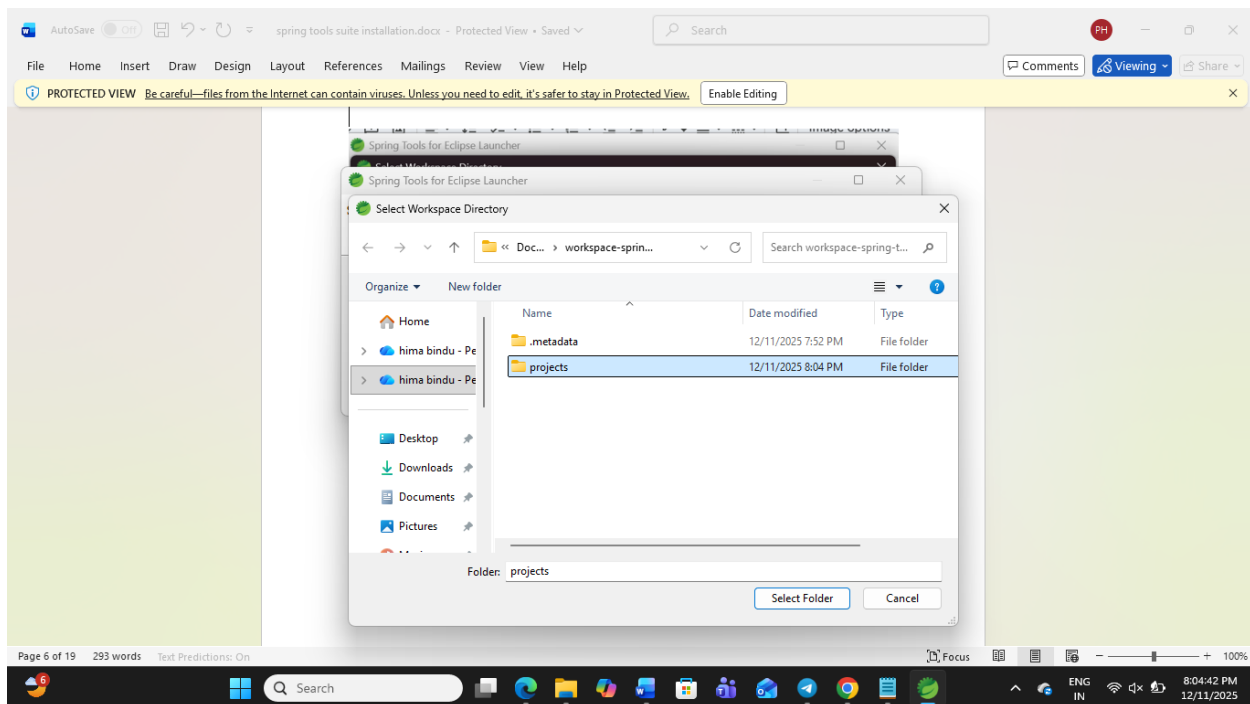 AutoSave Off spring tools suite installation.docx - Protected View • Saved Search PH
File Home Insert Draw Design Layout References Mailings Review View Help Comments Viewing Share
PROTECTED VIEW Be careful—files from the Internet can contain viruses. Unless you need to edit, it's safer to stay in Protected View. Enable Editing
Spring Tools for Eclipse Launcher
Spring Tools for Eclipse Launcher
Select Workspace Directory
« Doc... › workspace-sprin... Search workspace-spring-t...
Organize New folder
Name Date modified Type
Home
.metadata 12/11/2025 7:52 PM File folder
hima bindu - Pe
projects 12/11/2025 8:04 PM File folder
hima bindu - Pe
Desktop
Downloads
Documents
Pictures
Folder: projects
Select Folder Cancel
Page 6 of 19 293 words Text Predictions: On Focus 100%
6 Search ENG IN 8:04:42 PM
12/11/2025